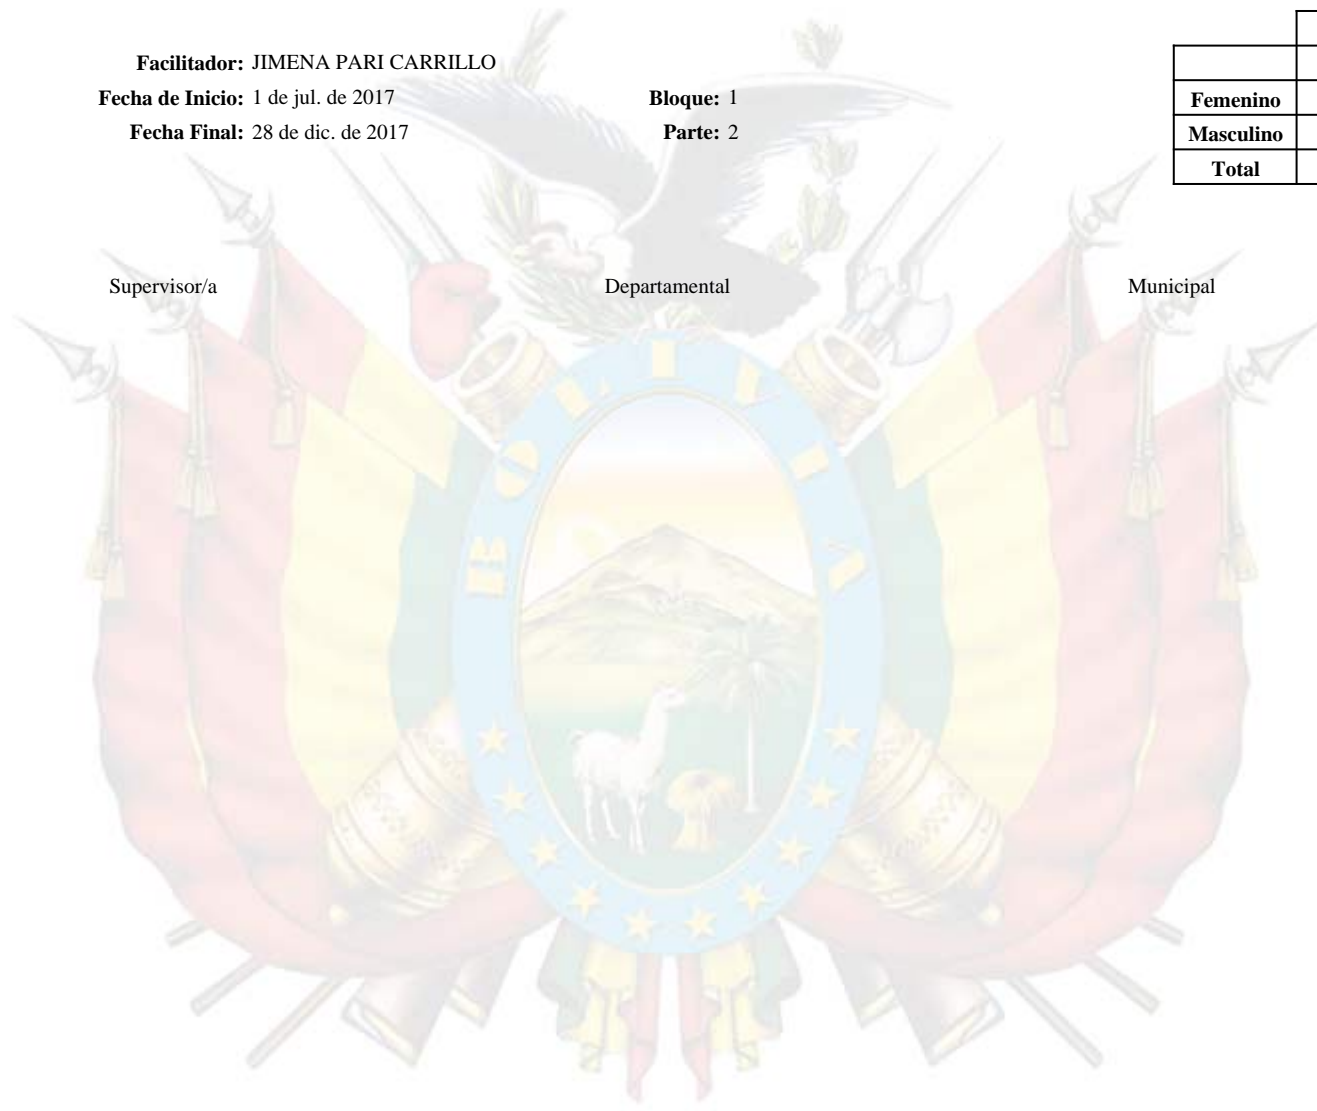 Facilitador: JIMENA PARI CARRILLO
Fecha de Inicio: 1 de jul. de 2017 Bloque: 1
Fecha Final: 28 de dic. de 2017 Parte: 2
Femenino
Masculino
Total
Supervisor/a Departamental Municipal
BOLIVIA